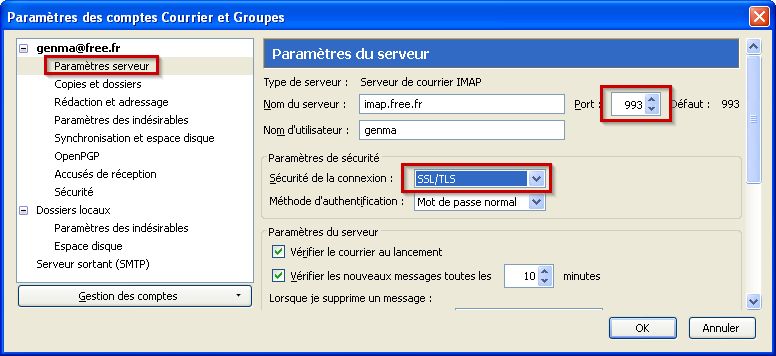 Paramètres des comptes Courrier et Groupes
genma@free.fr
Paramètres serveur
Copies et dossiers
Rédaction et adressage
Paramètres des indésirables
Synchronisation et espace disque
OpenPGP
Accusés de réception
Sécurité
Dossiers locaux
Paramètres des indésirables
Espace disque
Serveur sortant (SMTP)
Gestion des comptes
Paramètres du serveur
Type de serveur : Serveur de courrier IMAP
Nom du serveur : imap.free.fr Port : 993 Défaut : 993
Nom d'utilisateur : genma
Paramètres de sécurité
Sécurité de la connexion : SSL/TLS
Méthode d'authentification : Mot de passe normal
Paramètres du serveur
Vérifier le courrier au lancement
Vérifier les nouveaux messages toutes les 10 minutes
Lorsque je supprime un message :
OK Annuler